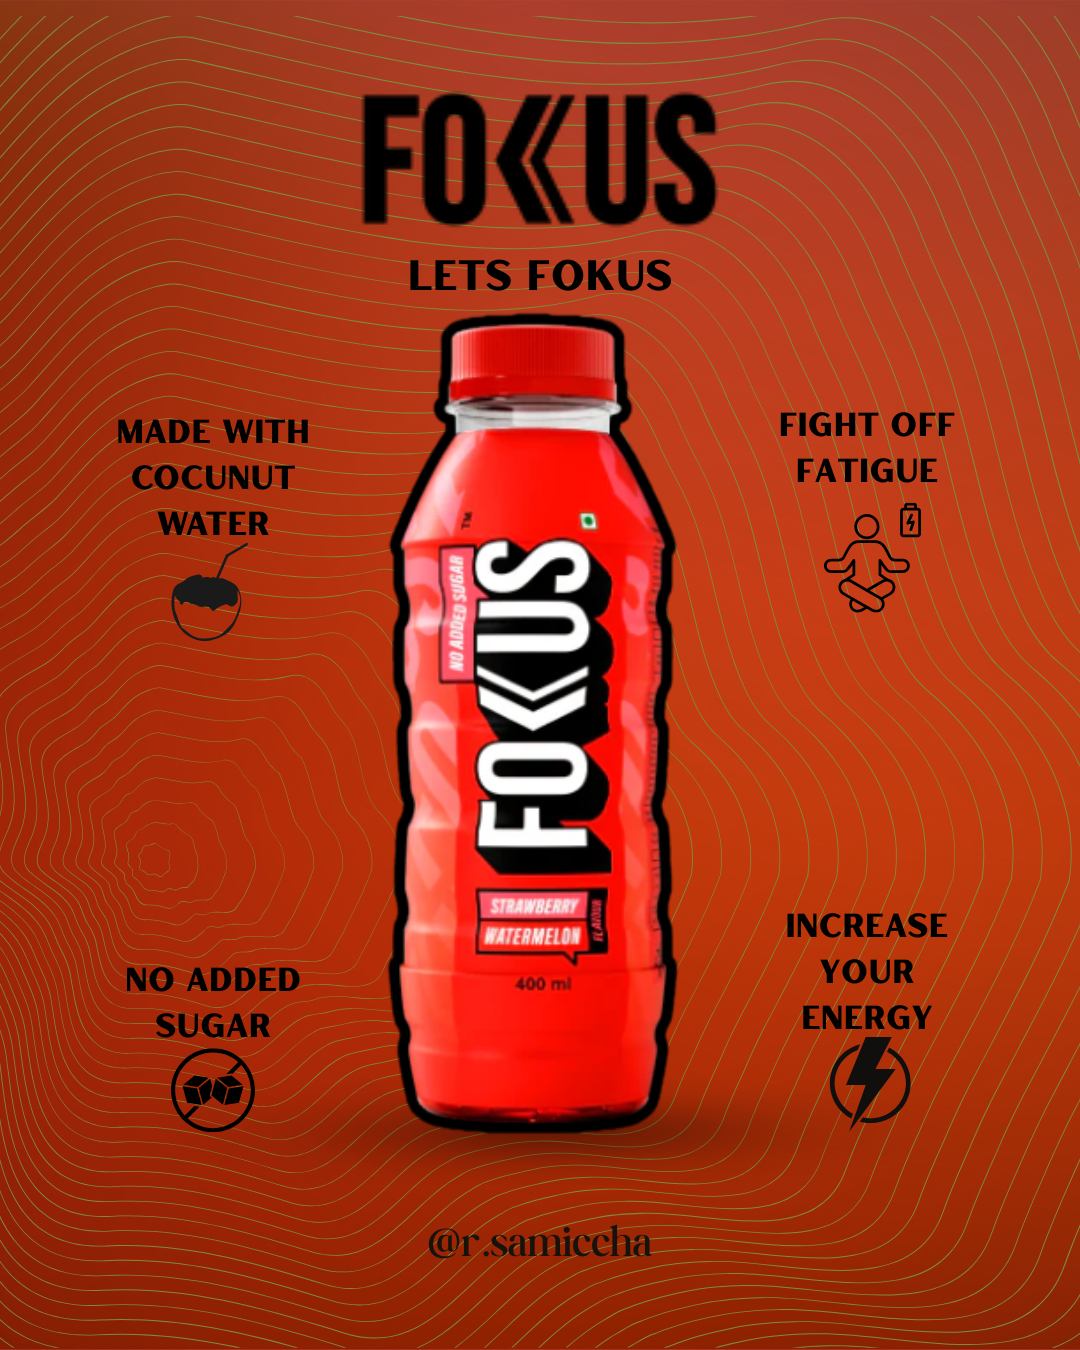 FOKUS
LETS FOKUS
MADE WITH
COCUNUT
WATER
FIGHT OFF
FATIGUE
TM
NO ADDED SUGAR
FOKUS
STRAWBERRY
WATERMELON
FLAVOUR
400 ml
NO ADDED
SUGAR
INCREASE
YOUR
ENERGY
@r.samiccha